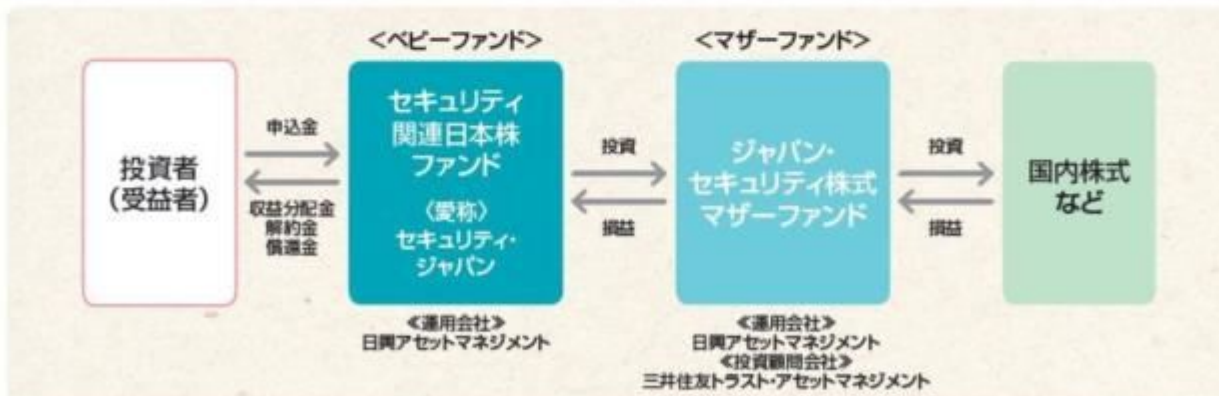 <ベビーファンド>
<マザーファンド>
投資者
(受益者)
申込金
収益分配金
解約金
償還金
セキュリティ
関連日本株
ファンド
〈愛称〉
セキュリティ・
ジャパン
投資
損益
ジャパン・
セキュリティ株式
マザーファンド
投資
損益
国内株式
など
≪運用会社≫
日興アセットマネジメント
≪運用会社≫
日興アセットマネジメント
≪投資顧問会社≫
三井住友トラスト・アセットマネジメント